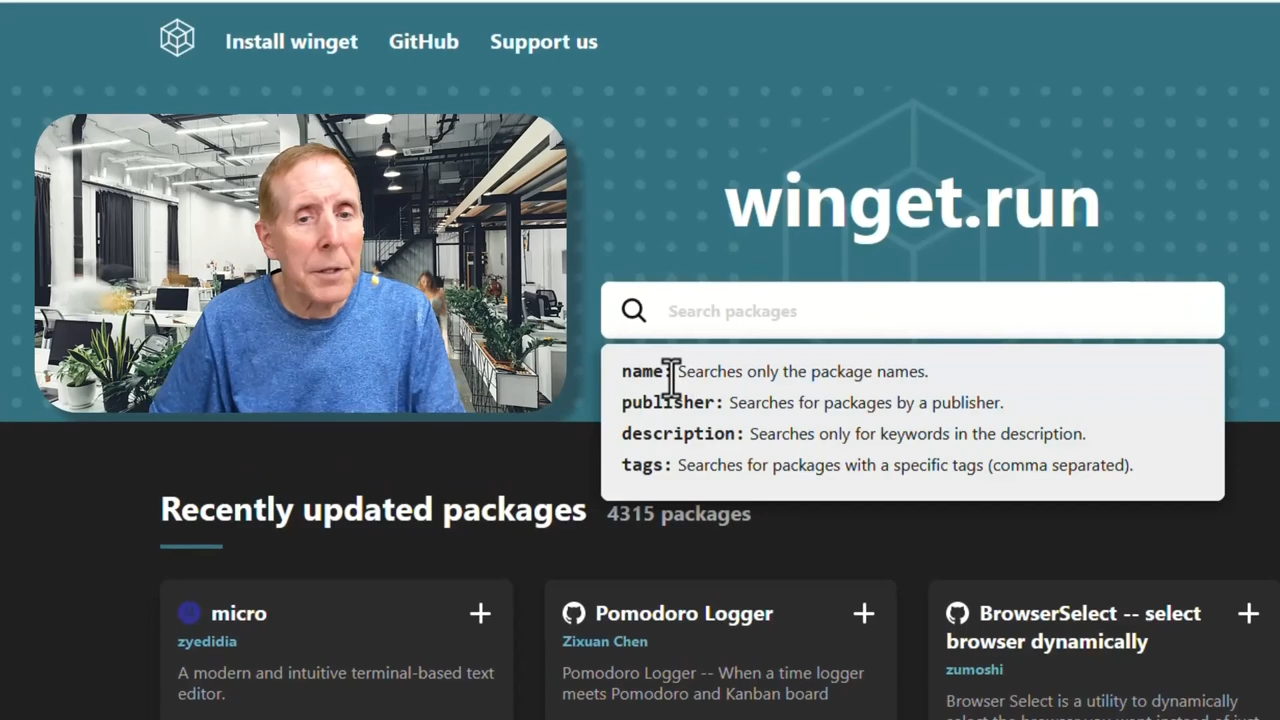 Install winget GitHub Support us
winget.run
Search packages
name: Searches only the package names.
publisher: Searches for packages by a publisher.
description: Searches only for keywords in the description.
tags: Searches for packages with a specific tags (comma separated).
Recently updated packages 4315 packages
micro
zyedidia
A modern and intuitive terminal-based text
editor.
Pomodoro Logger
Zixuan Chen
Pomodoro Logger -- When a time logger
meets Pomodoro and Kanban board
BrowserSelect -- select
browser dynamically
zumoshi
Browser Select is a utility to dynamically